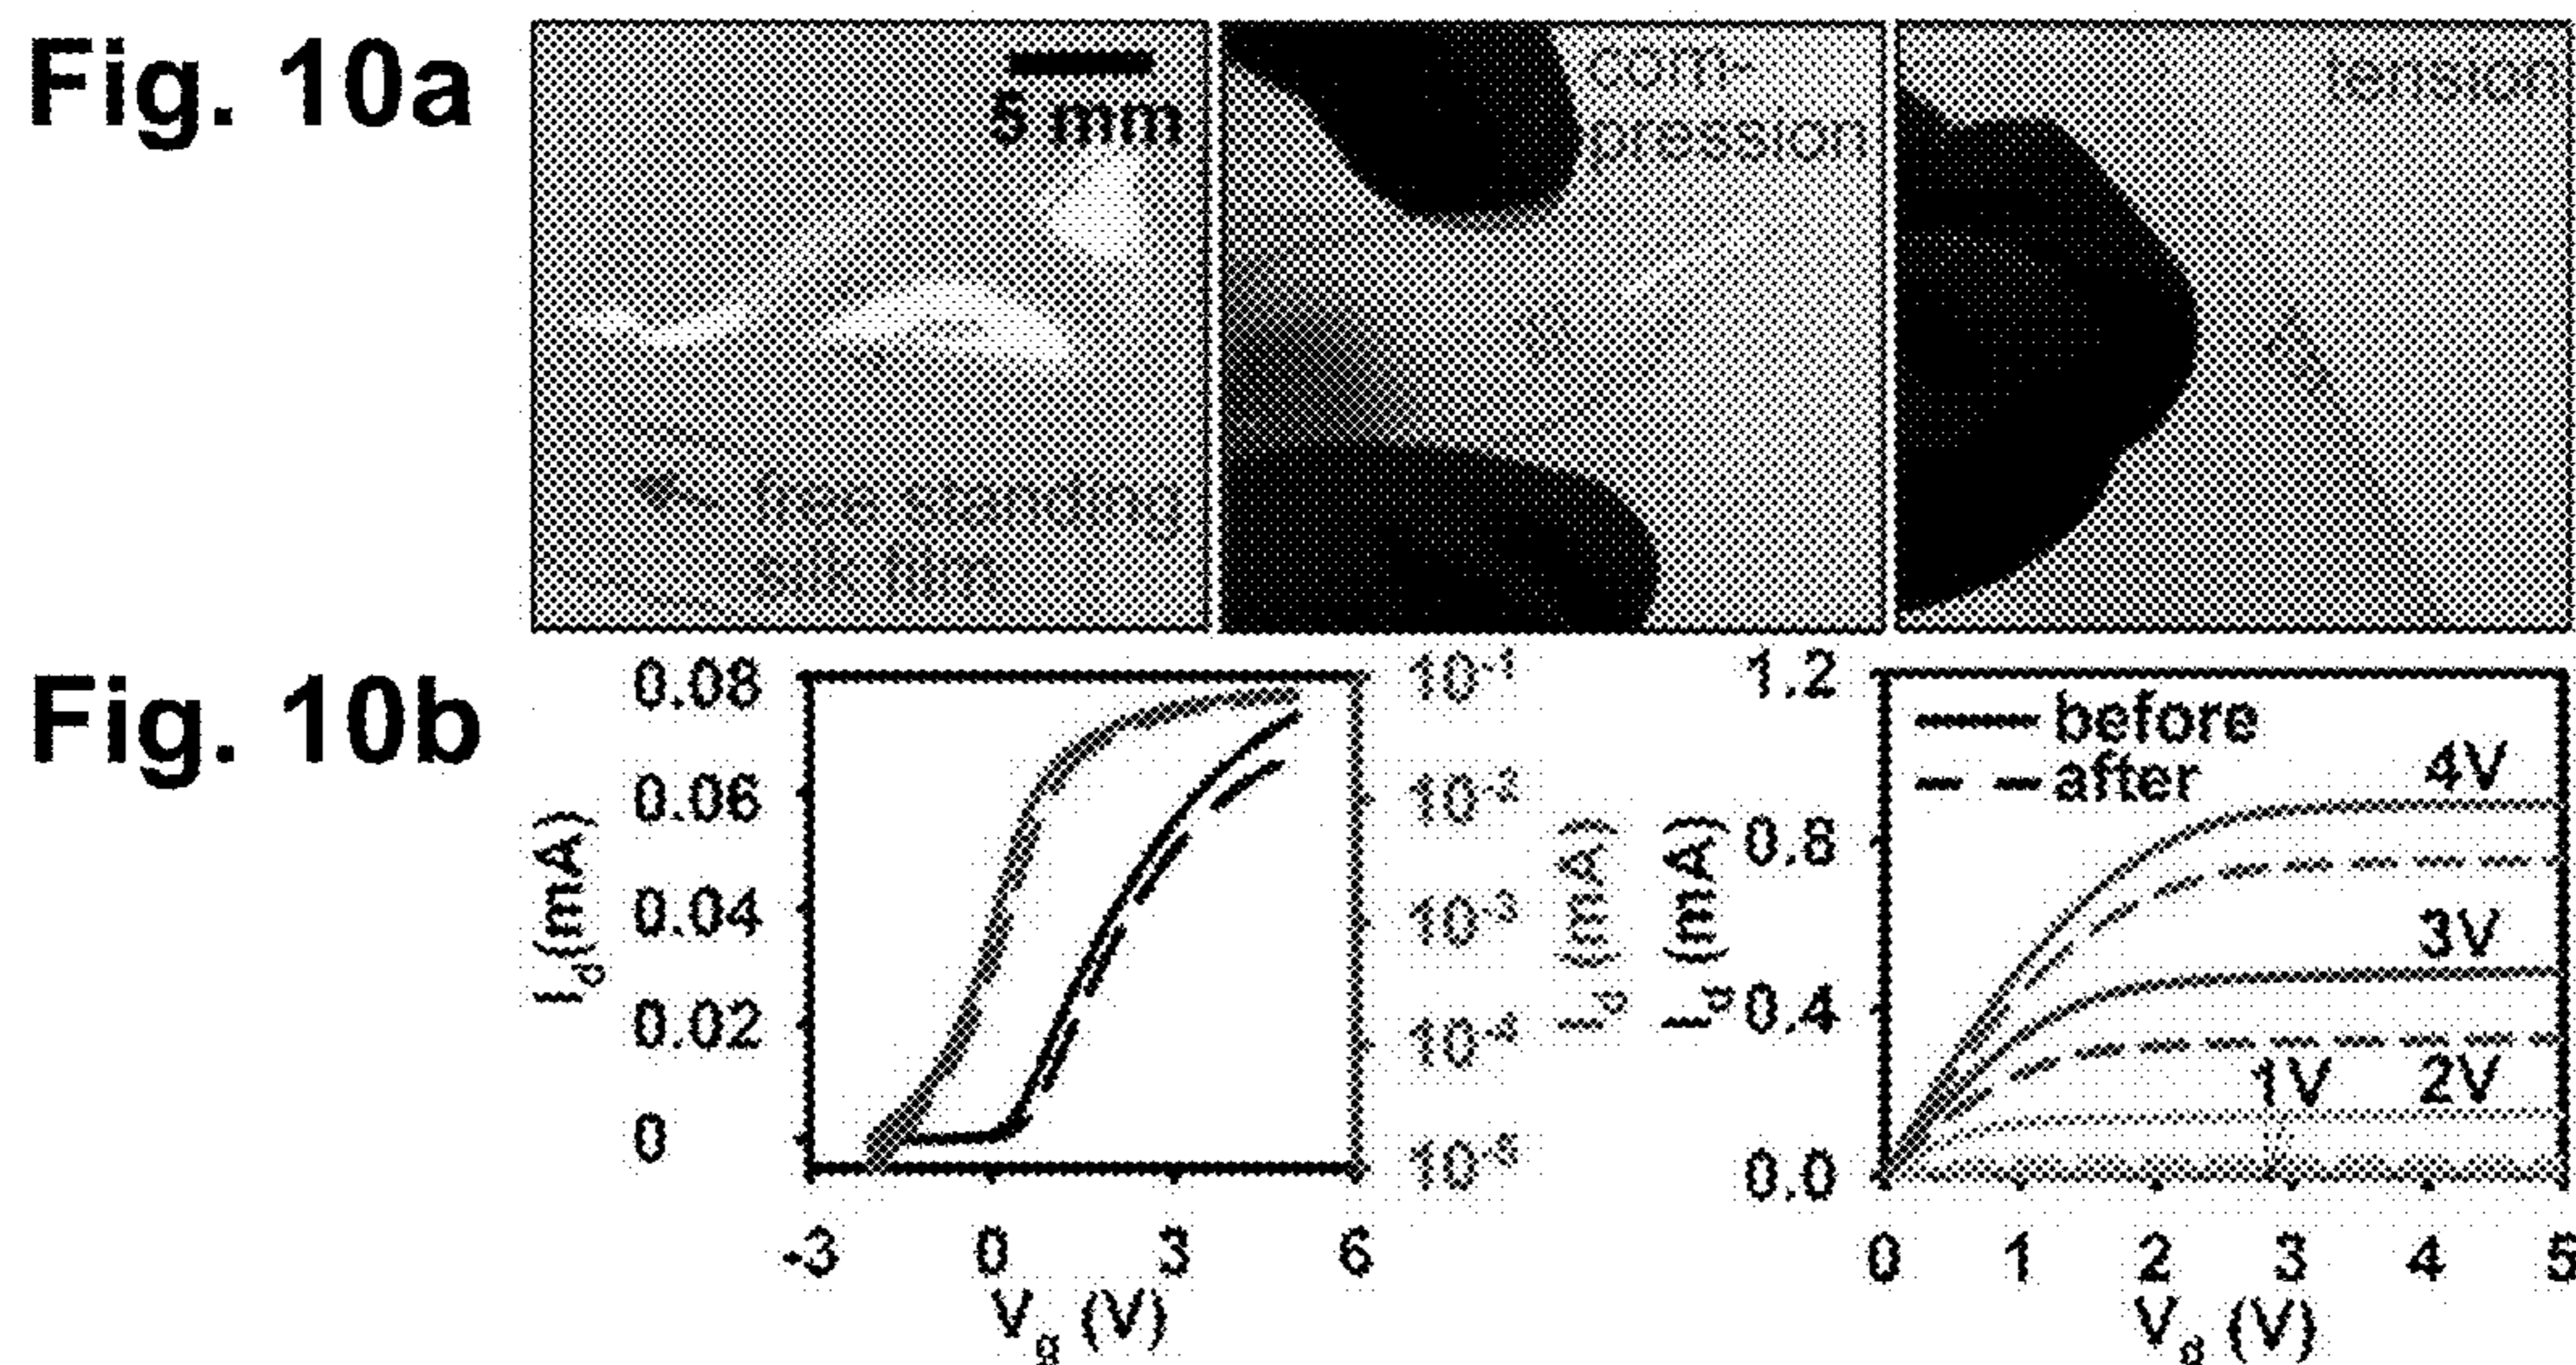 Fig. 10a
5 mm
com-
pression
tension
free standing
silk film
Fig. 10b
0.08
0.06
0.04
0.02
0
I_d (mA)
10^-1
10^-2
10^-3
10^-4
10^-5
I_d (mA)
-3 0 3 6
V_g (V)
I_d (mA)
1.2
0.8
0.4
0.0
before
after
4V
3V
1V 2V
0 1 2 3 4 5
V_d (V)